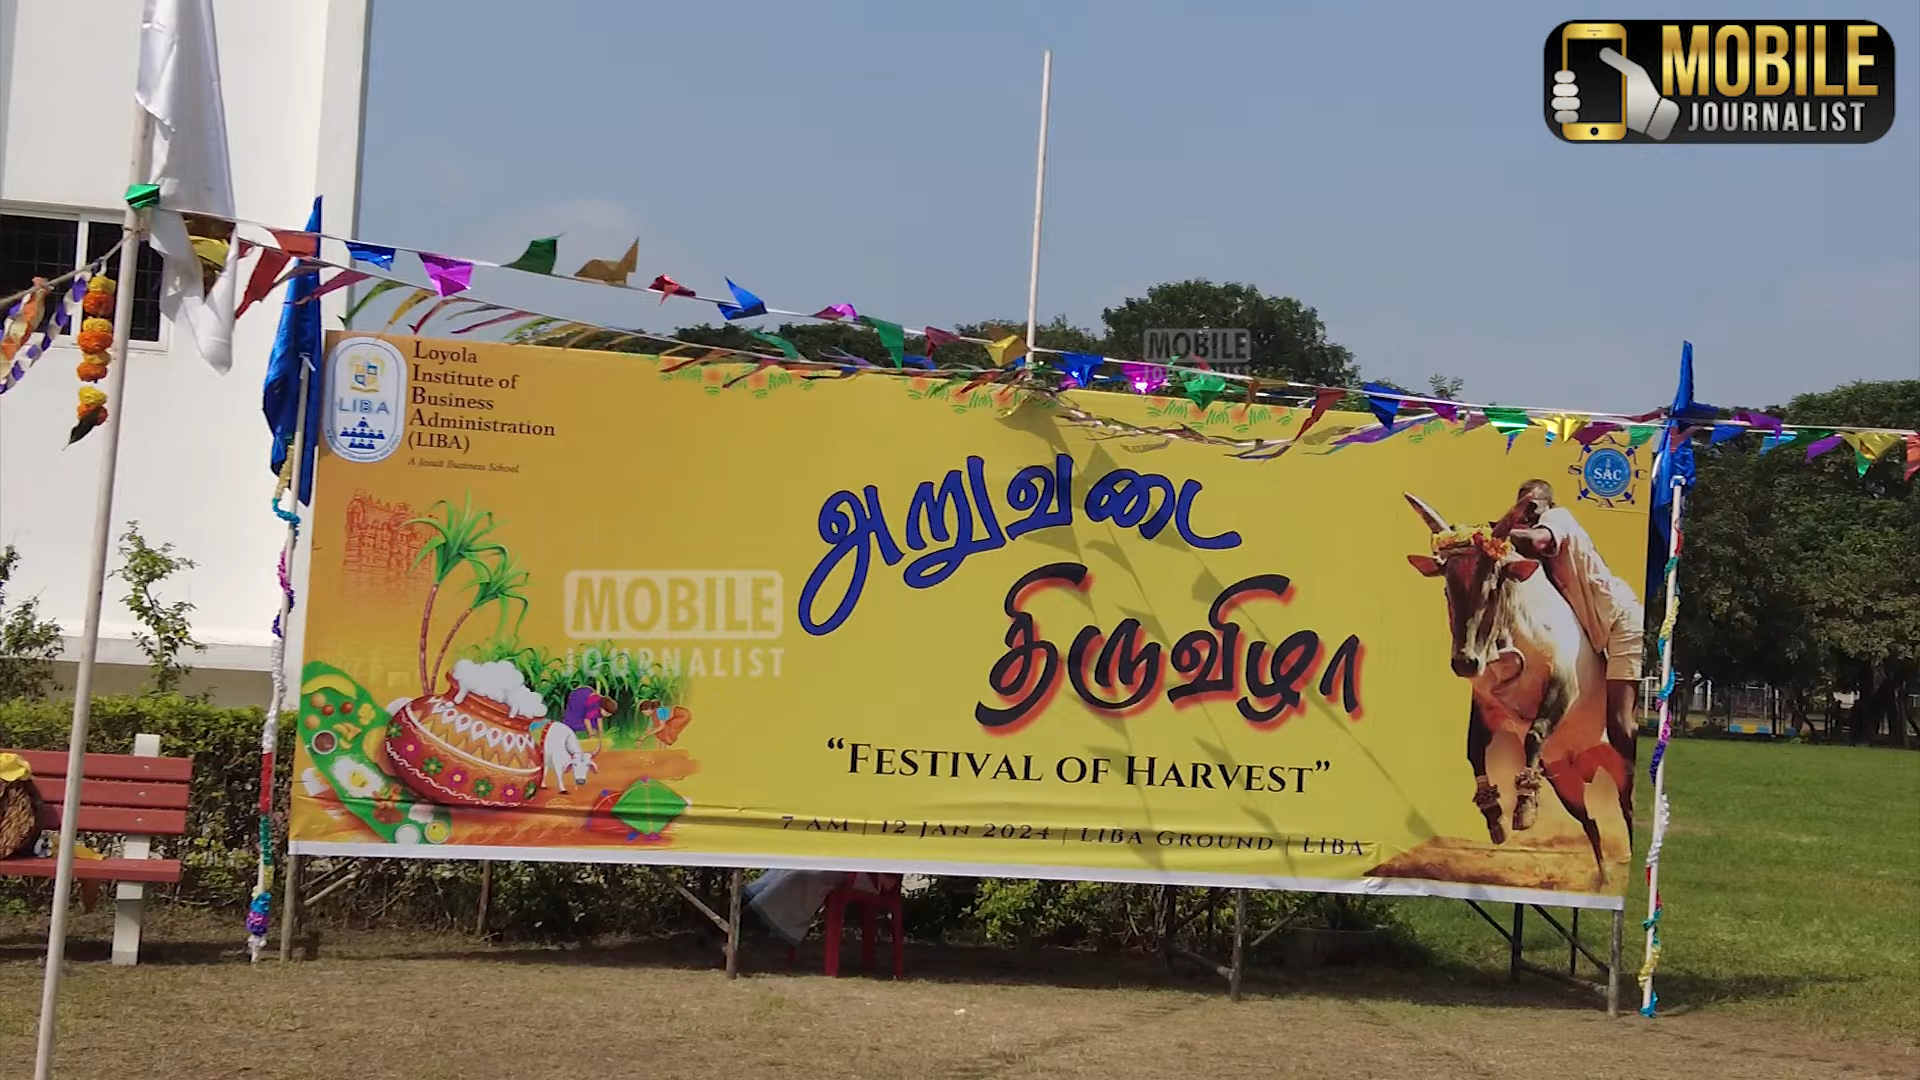 MOBILE
JOURNALIST
Loyola
Institute of
Business
Administration
(LIBA)
A Jesuit Business School
LIBA
SAC
அறுவடை
திருவிழா
“FESTIVAL OF HARVEST”
7 AM | 12 JAN 2024 | LIBA GROUND | LIBA
MOBILE
JOURNALIST
MOBILE